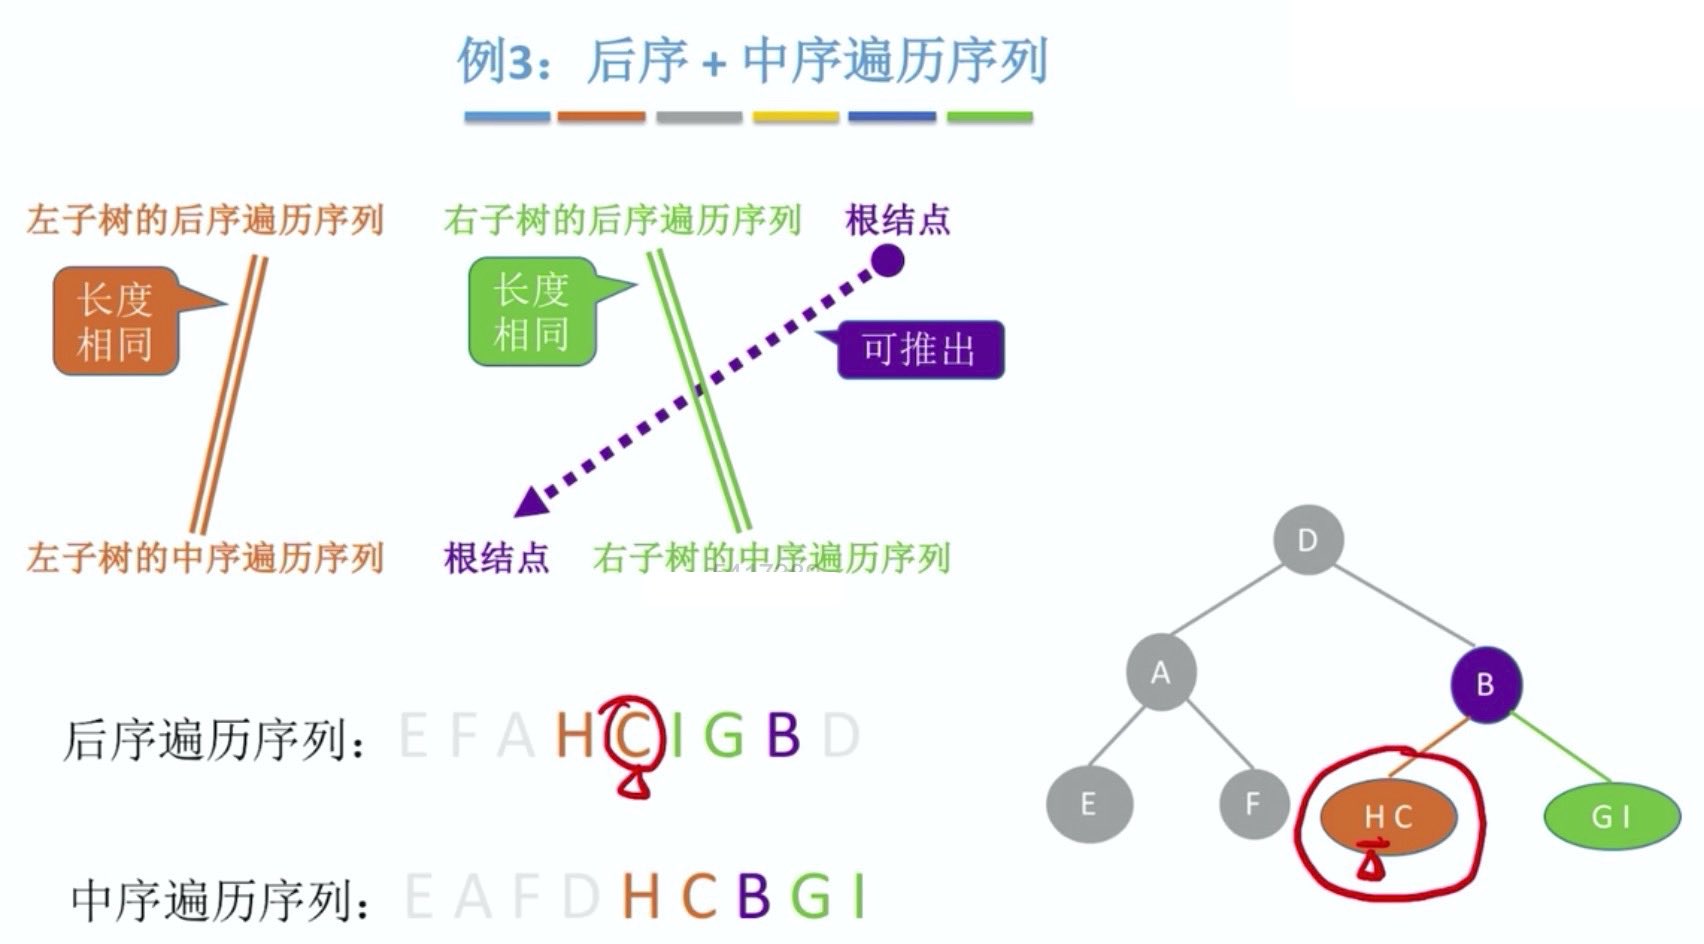 例3：后序 + 中序遍历序列
左子树的后序遍历序列 右子树的后序遍历序列 根结点
长度
相同
长度
相同
可推出
左子树的中序遍历序列 根结点 右子树的中序遍历序列
D
A B
E F H C G I
后序遍历序列：E F A H C I G B D
中序遍历序列：E A F D H C B G I